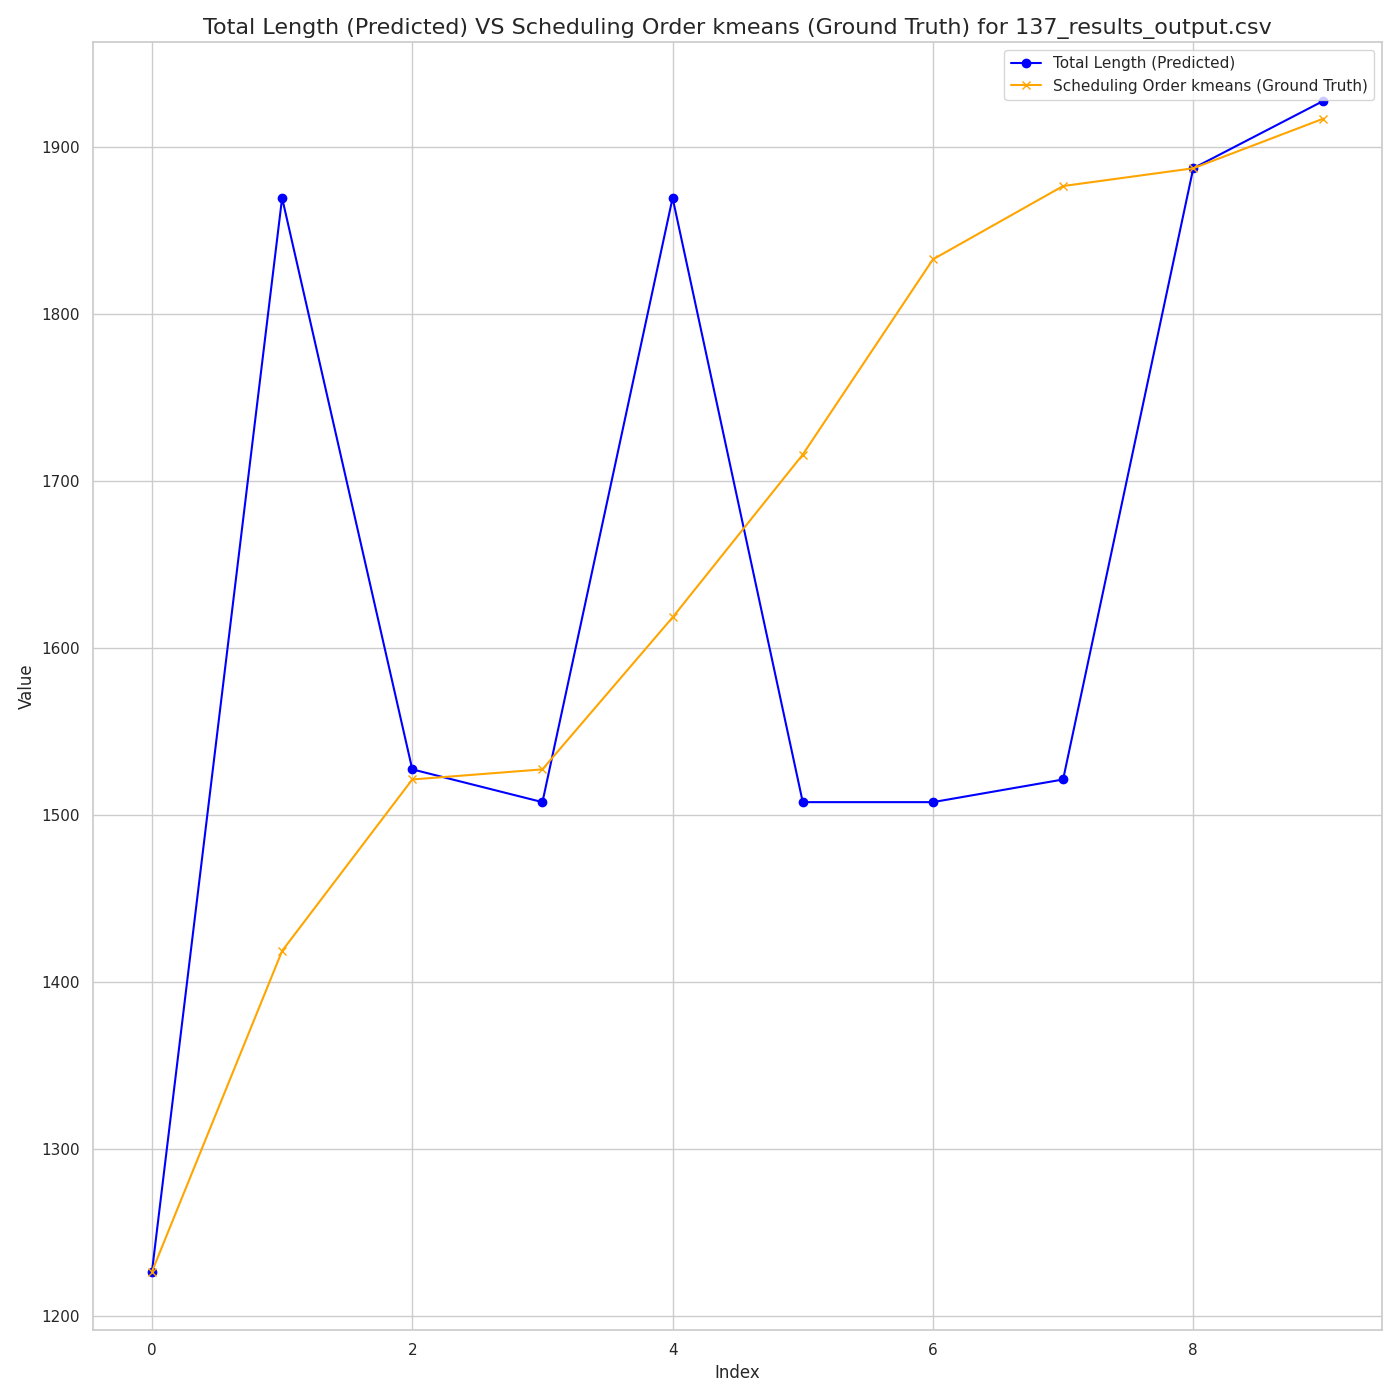 Total Length (Predicted) VS Scheduling Order kmeans (Ground Truth) for 137_results_output.csv
Total Length (Predicted)
Scheduling Order kmeans (Ground Truth)
1900
1800
1700
1600
1500
1400
1300
1200
Value
0 2 4 6 8
Index